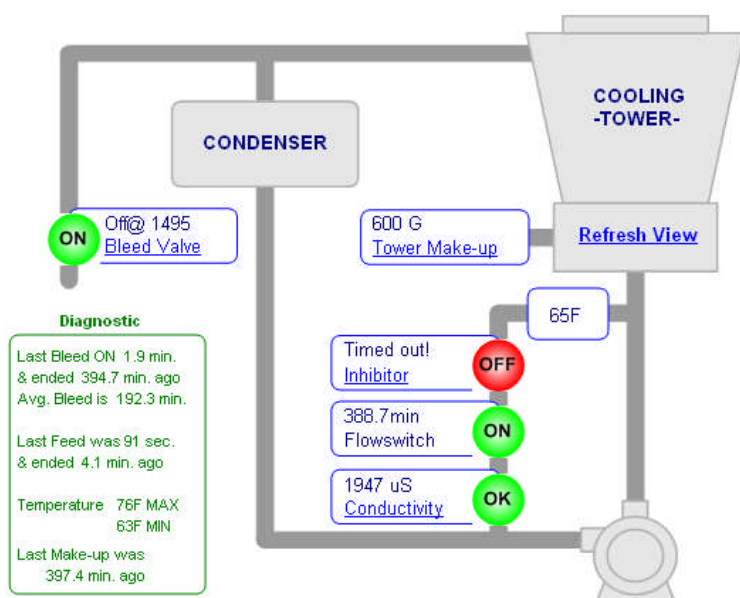 COOLING
-TOWER-
CONDENSER
ON
Off@ 1495
Bleed Valve
600 G
Tower Make-up
Refresh View
65F
Diagnostic
Last Bleed ON 1.9 min.
& ended 394.7 min. ago
Avg. Bleed is 192.3 min.
Last Feed was 91 sec.
& ended 4.1 min. ago
Temperature 76F MAX
63F MIN
Last Make-up was
397.4 min. ago
Timed out!
Inhibitor
OFF
388.7min
Flowswitch
ON
1947 uS
Conductivity
OK